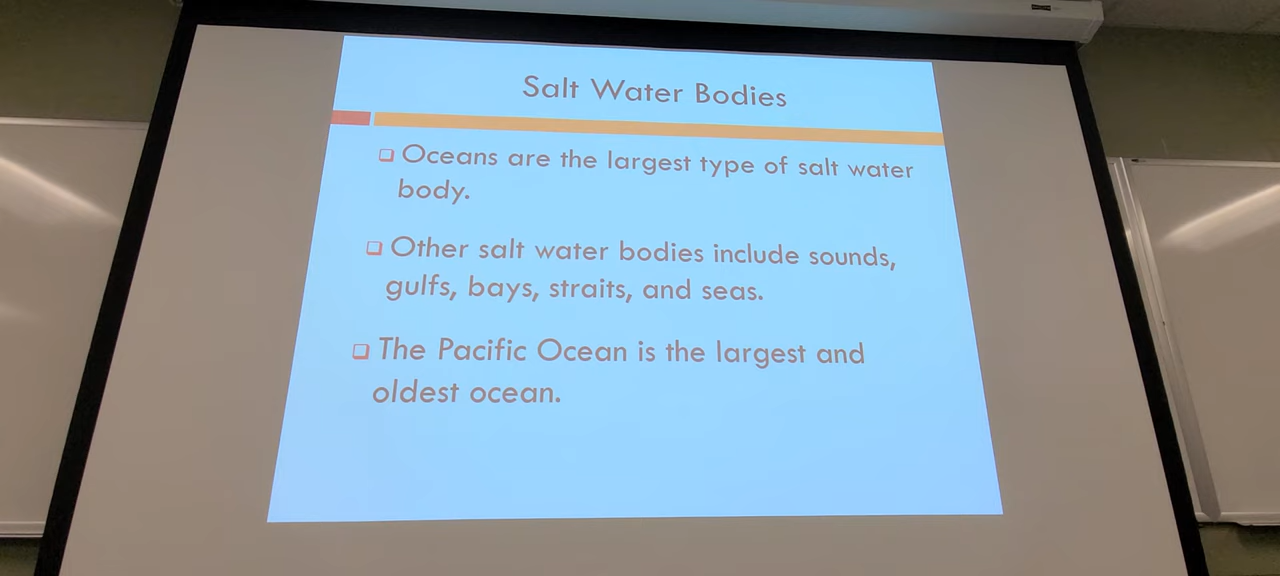 Salt Water Bodies
Oceans are the largest type of salt water
body.
Other salt water bodies include sounds,
gulfs, bays, straits, and seas.
The Pacific Ocean is the largest and
oldest ocean.